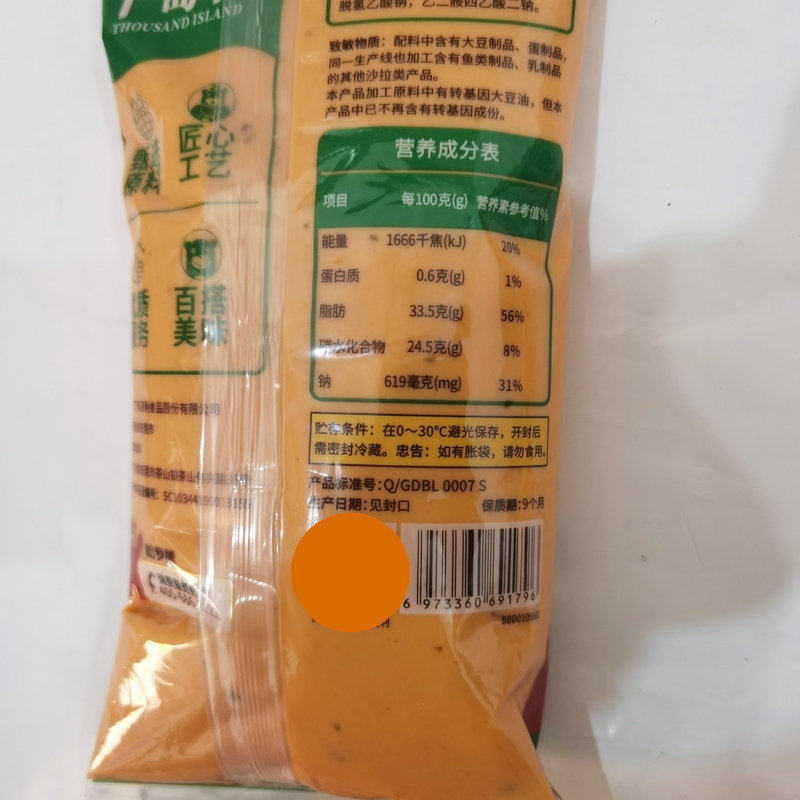 THOUSAND ISLAND
匠心
工艺
百搭
美味
脱氢乙酸钠，乙二胺四乙酸二钠。
致敏物质：配料中含有大豆制品、蛋制品，
同一生产线也加工含有鱼类制品、乳制品
的其他沙拉类产品。
本产品加工原料中有转基因大豆油，但本
产品中已不再含有转基因成份。
营养成分表
项目 每100克(g) 营养素参考值%
能量 1666千焦(kJ) 20%
蛋白质 0.6克(g) 1%
脂肪 33.5克(g) 56%
碳水化合物 24.5克(g) 8%
钠 619毫克(mg) 31%
贮存条件：在0～30℃避光保存，开封后
需密封冷藏。忠告：如有胀袋，请勿食用。
产品标准号：Q/GDBL 0007 S
生产日期：见封口 保质期：9个月
6 973360 691796